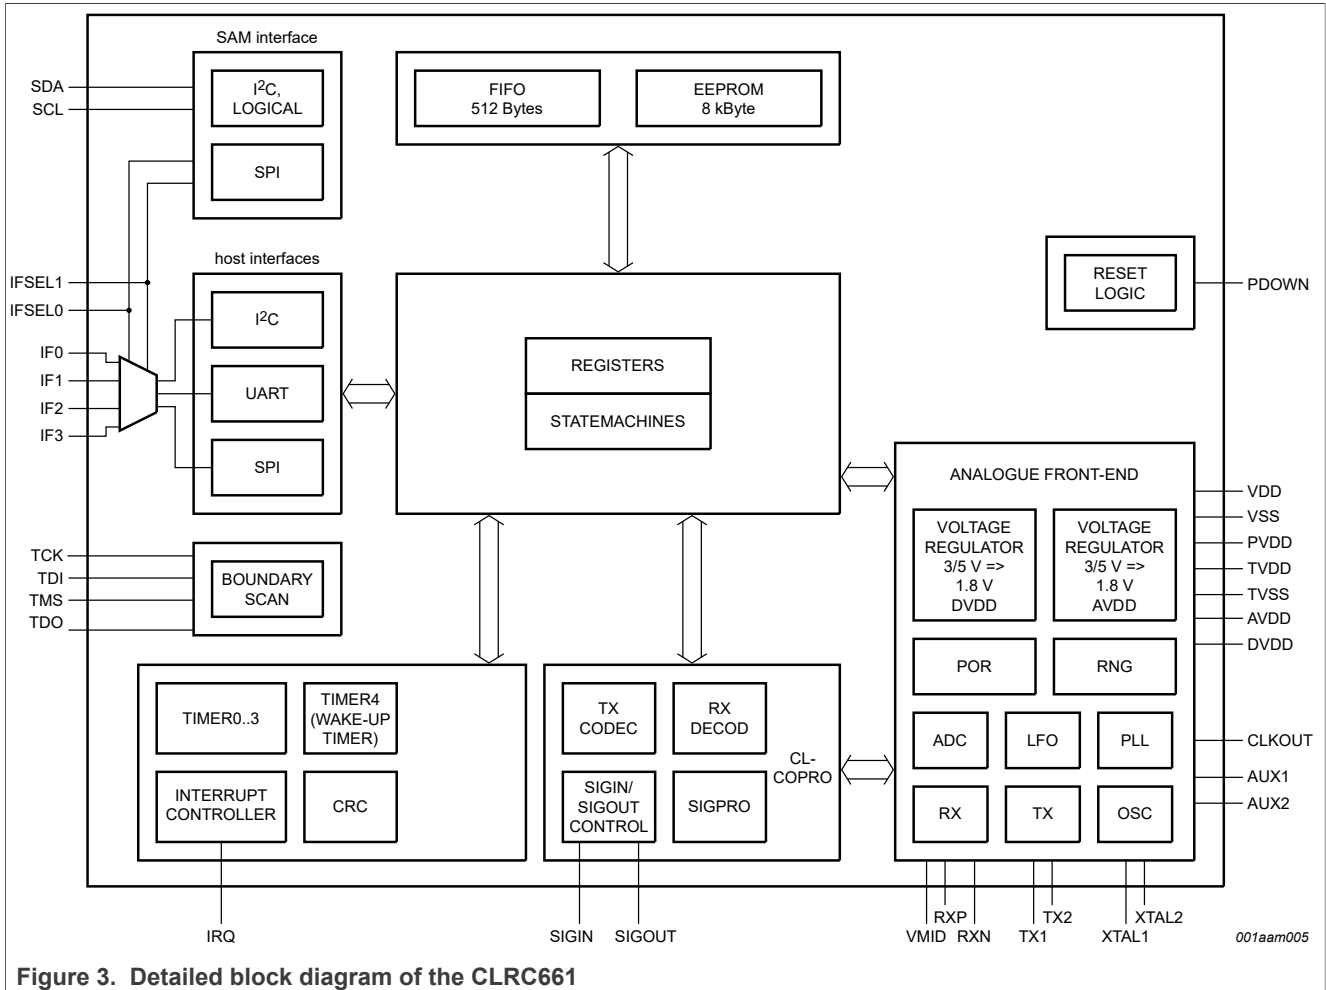 SAM interface
SDA
SCL
I2C,
LOGICAL
SPI
FIFO
512 Bytes
EEPROM
8 kByte
RESET
LOGIC
PDOWN
host interfaces
IFSEL1
IFSEL0
IF0
IF1
IF2
IF3
I2C
UART
SPI
REGISTERS
STATEMACHINES
TCK
TDI
TMS
TDO
BOUNDARY
SCAN
ANALOGUE FRONT-END
VOLTAGE
REGULATOR
3/5 V =>
1.8 V
DVDD
VOLTAGE
REGULATOR
3/5 V =>
1.8 V
AVDD
POR
RNG
ADC
LFO
PLL
RX
TX
OSC
VDD
VSS
PVDD
TVDD
TVSS
AVDD
DVDD
CLKOUT
AUX1
AUX2
TIMER0..3
TIMER4
(WAKE-UP
TIMER)
INTERRUPT
CONTROLLER
CRC
TX
CODEC
RX
DECOD
SIGIN/
SIGOUT
CONTROL
SIGPRO
CL-
COPRO
IRQ
SIGIN
SIGOUT
VMID
RXP
RXN
TX1
TX2
XTAL1
XTAL2
001aam005
Figure 3. Detailed block diagram of the CLRC661